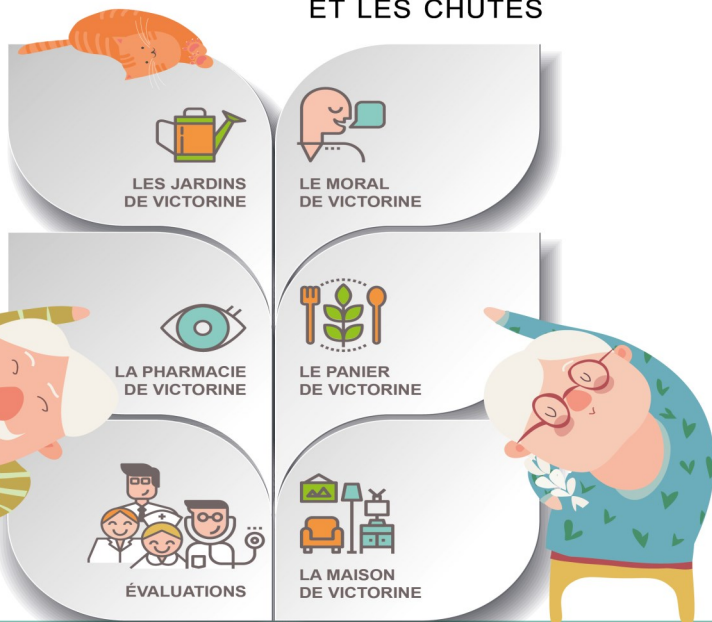 ET LES CHUTES
LES JARDINS
DE VICTORINE
LE MORAL
DE VICTORINE
LA PHARMACIE
DE VICTORINE
LE PANIER
DE VICTORINE
ÉVALUATIONS
LA MAISON
DE VICTORINE